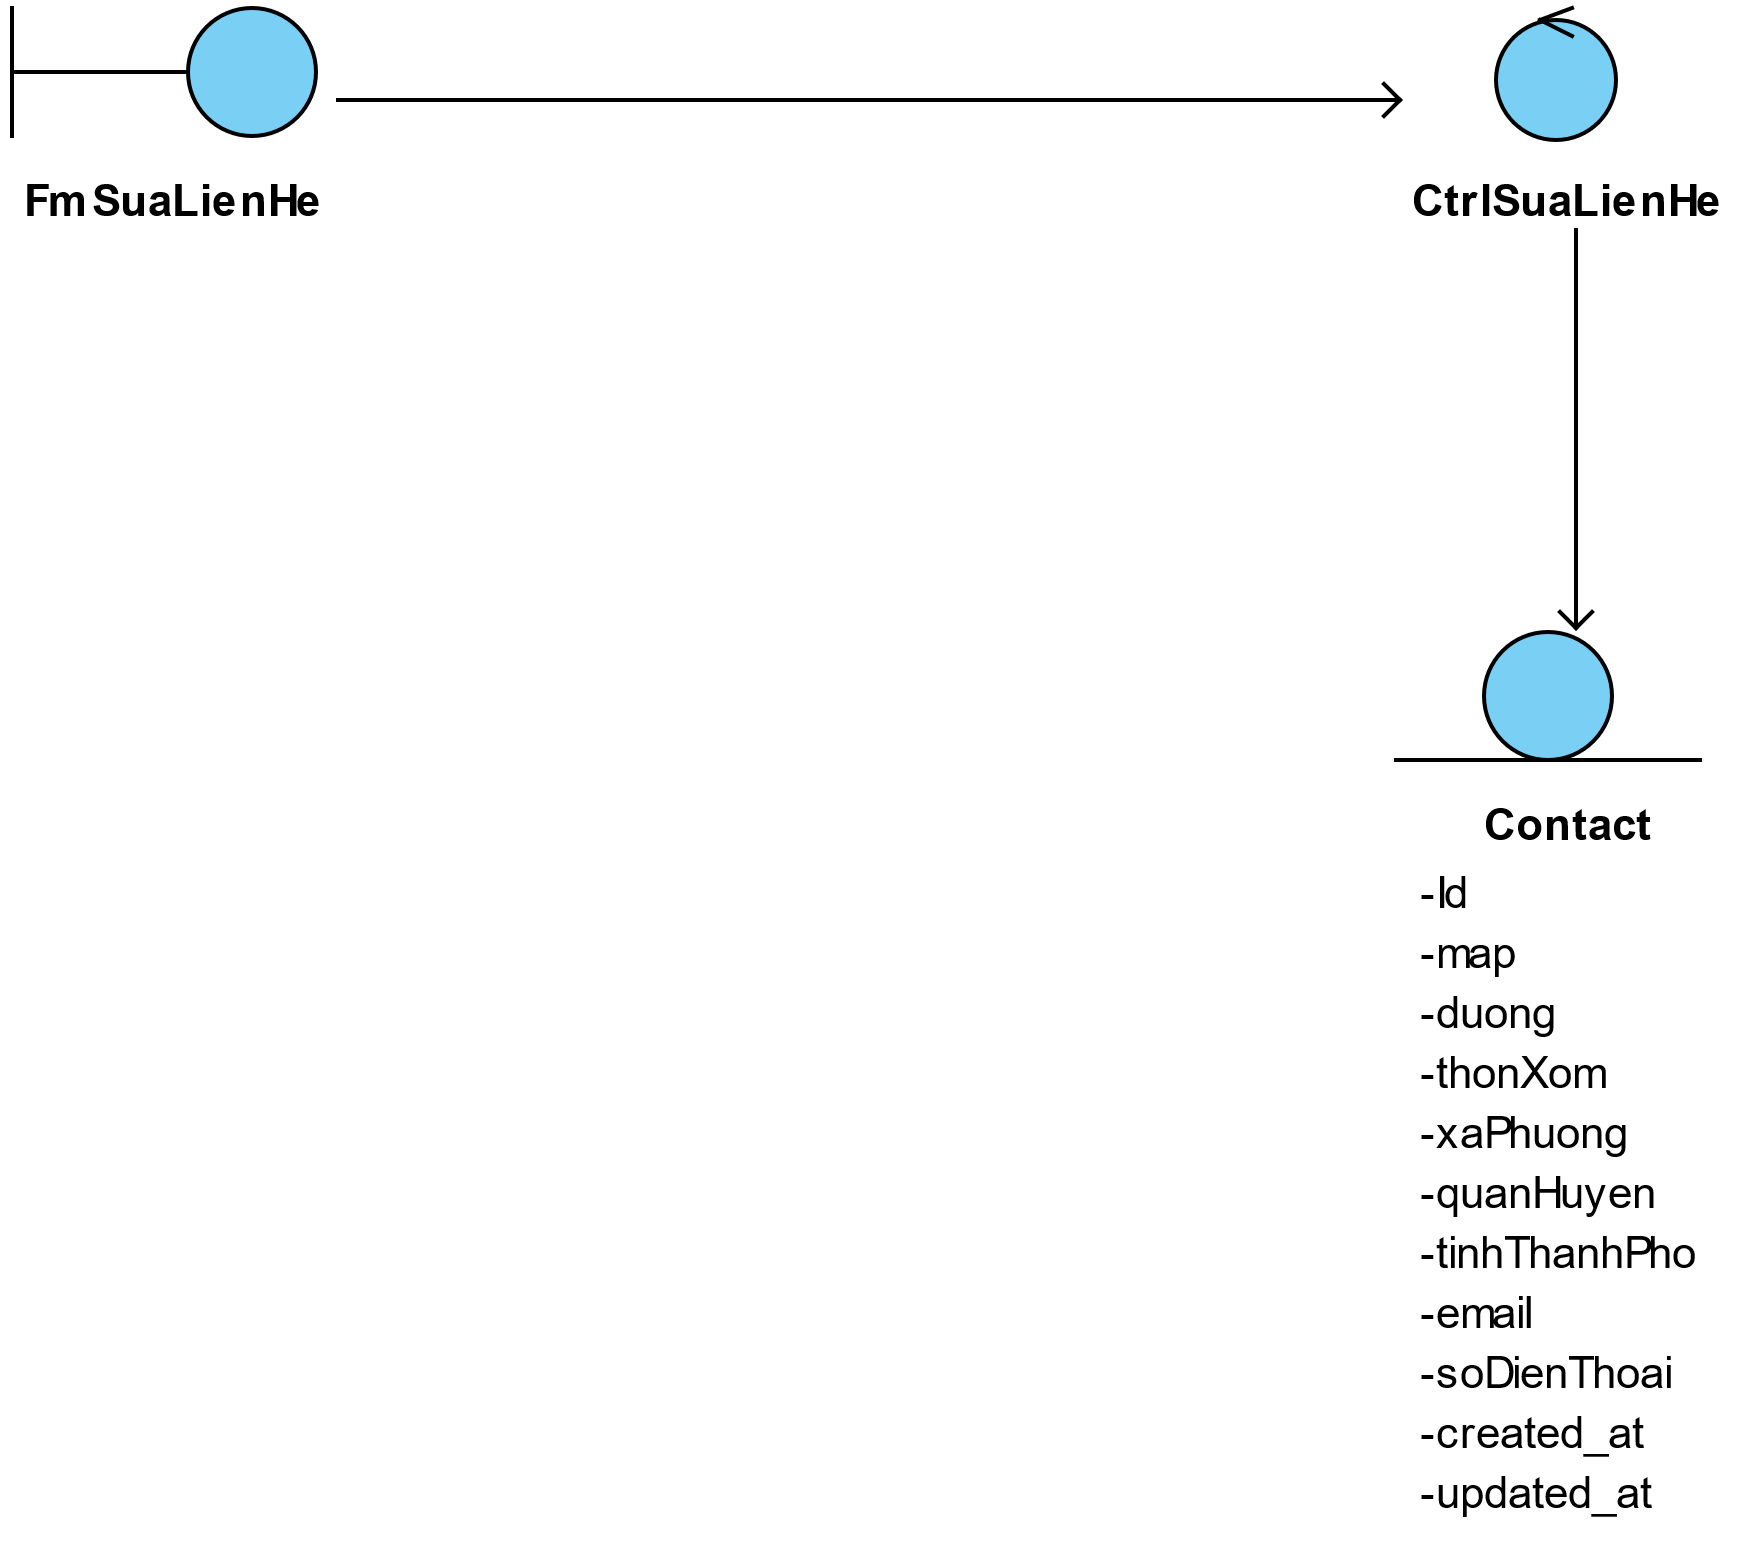 FmSuaLienHe
CtrlSuaLienHe
Contact
-Id
-map
-duong
-thonXom
-xaPhuong
-quanHuyen
-tinhThanhPho
-email
-soDienThoai
-created_at
-updated_at